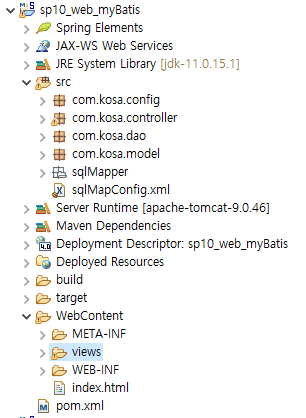 sp10_web_myBatis
Spring Elements
JAX-WS Web Services
JRE System Library [jdk-11.0.15.1]
src
com.kosa.config
com.kosa.controller
com.kosa.dao
com.kosa.model
sqlMapper
sqlMapConfig.xml
Server Runtime [apache-tomcat-9.0.46]
Maven Dependencies
Deployment Descriptor: sp10_web_myBatis
Deployed Resources
build
target
WebContent
META-INF
views
WEB-INF
index.html
pom.xml